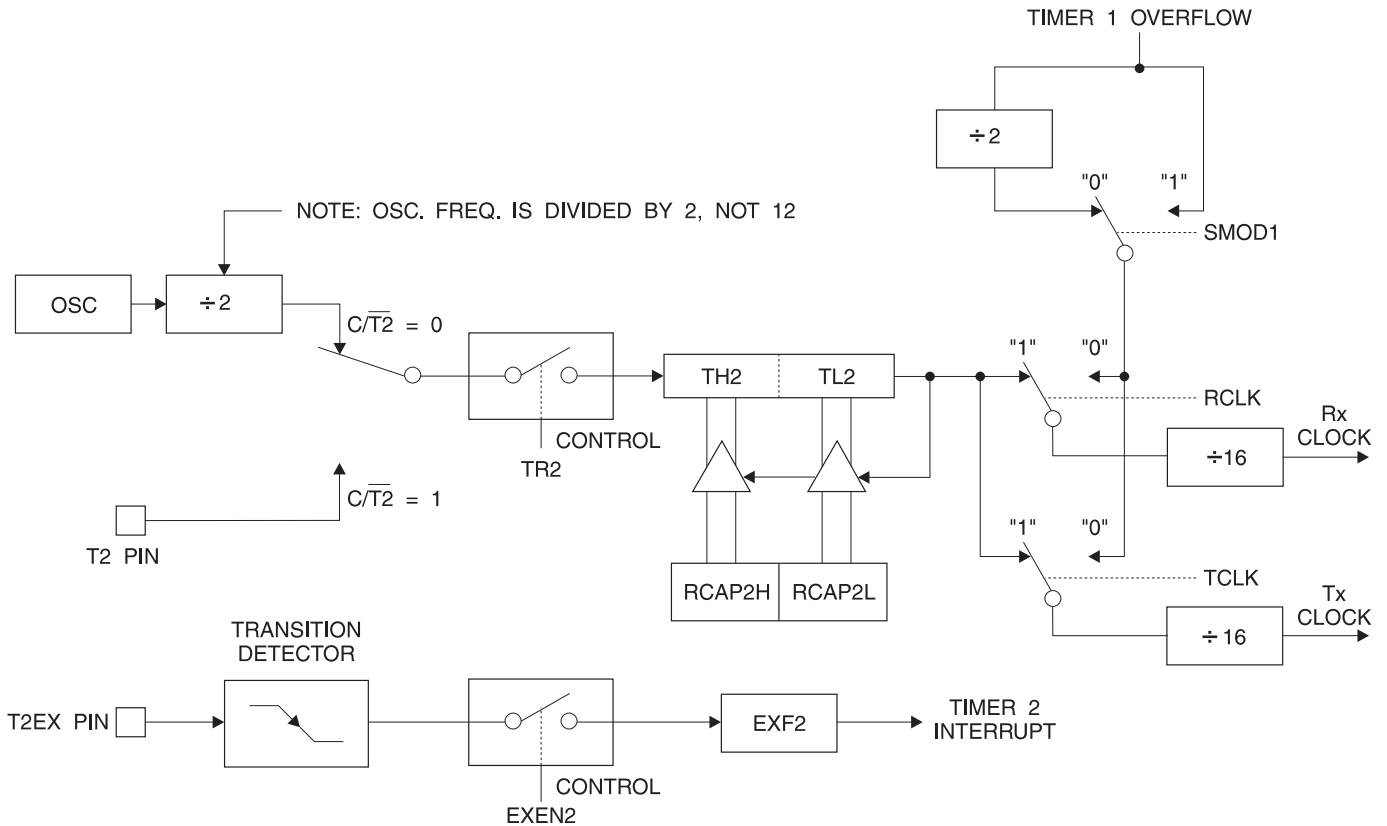 TIMER 1 OVERFLOW
÷2
"0" "1"
NOTE: OSC. FREQ. IS DIVIDED BY 2, NOT 12
SMOD1
OSC
÷2
C/T2̅ = 0
"1" "0"
TH2 TL2
RCLK
Rx
CLOCK
CONTROL
TR2
÷16
C/T2̅ = 1
T2 PIN
"1" "0"
RCAP2H RCAP2L
TCLK
Tx
CLOCK
÷16
TRANSITION
DETECTOR
T2EX PIN
EXF2
TIMER 2
INTERRUPT
CONTROL
EXEN2